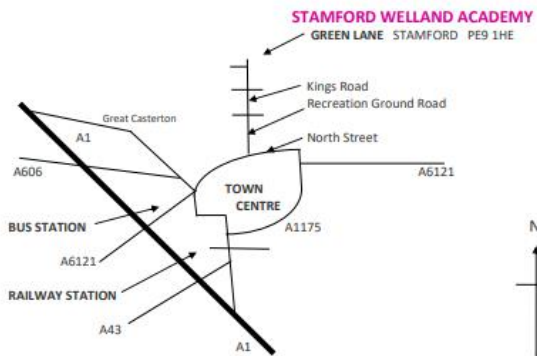 STAMFORD WELLAND ACADEMY
GREEN LANE STAMFORD PE9 1HE
Kings Road
Recreation Ground Road
Great Casterton
A1
North Street
A606
A6121
TOWN
CENTRE
BUS STATION
A1175
A6121
RAILWAY STATION
A43
A1
N